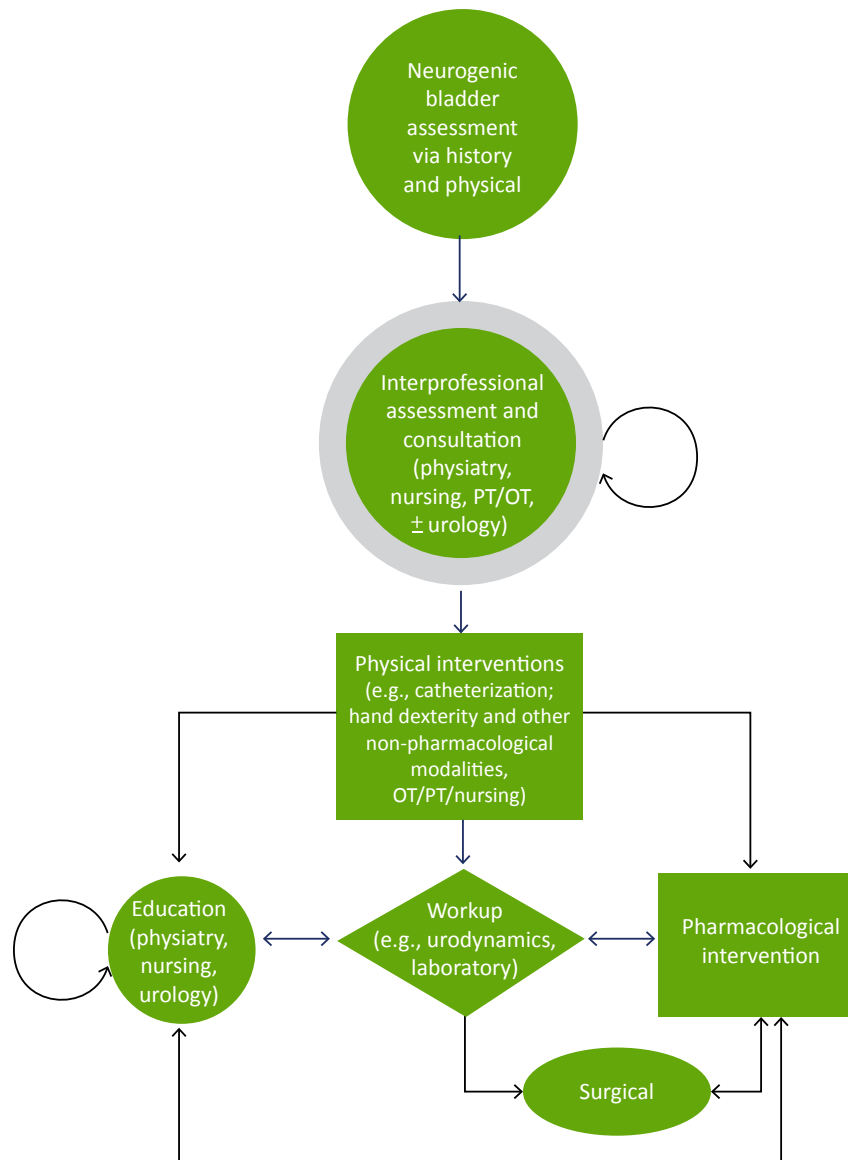 Neurogenic
bladder
assessment
via history
and physical
Interprofessional
assessment and
consultation
(physiatry,
nursing, PT/OT,
± urology)
Physical interventions
(e.g., catheterization;
hand dexterity and other
non-pharmacological
modalities,
OT/PT/nursing)
Education
(physiatry,
nursing,
urology)
Workup
(e.g., urodynamics,
laboratory)
Pharmacological
intervention
Surgical